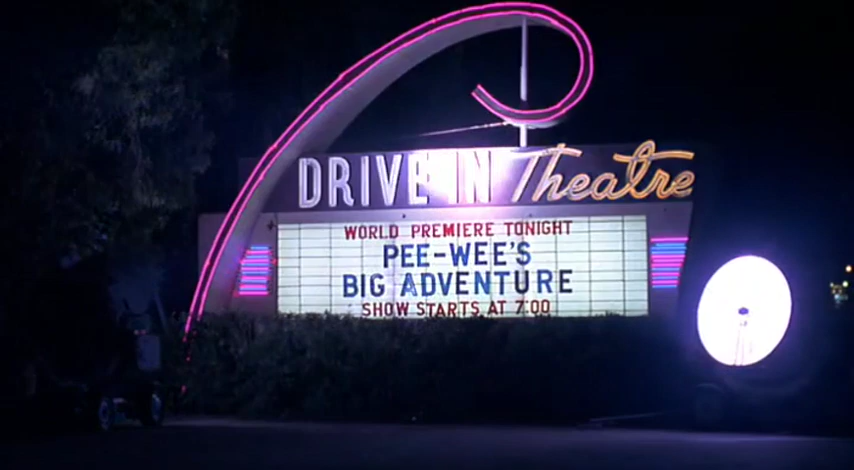 DRIVE IN Theatre
WORLD PREMIERE TONIGHT
PEE-WEE'S
BIG ADVENTURE
SHOW STARTS AT 7:00